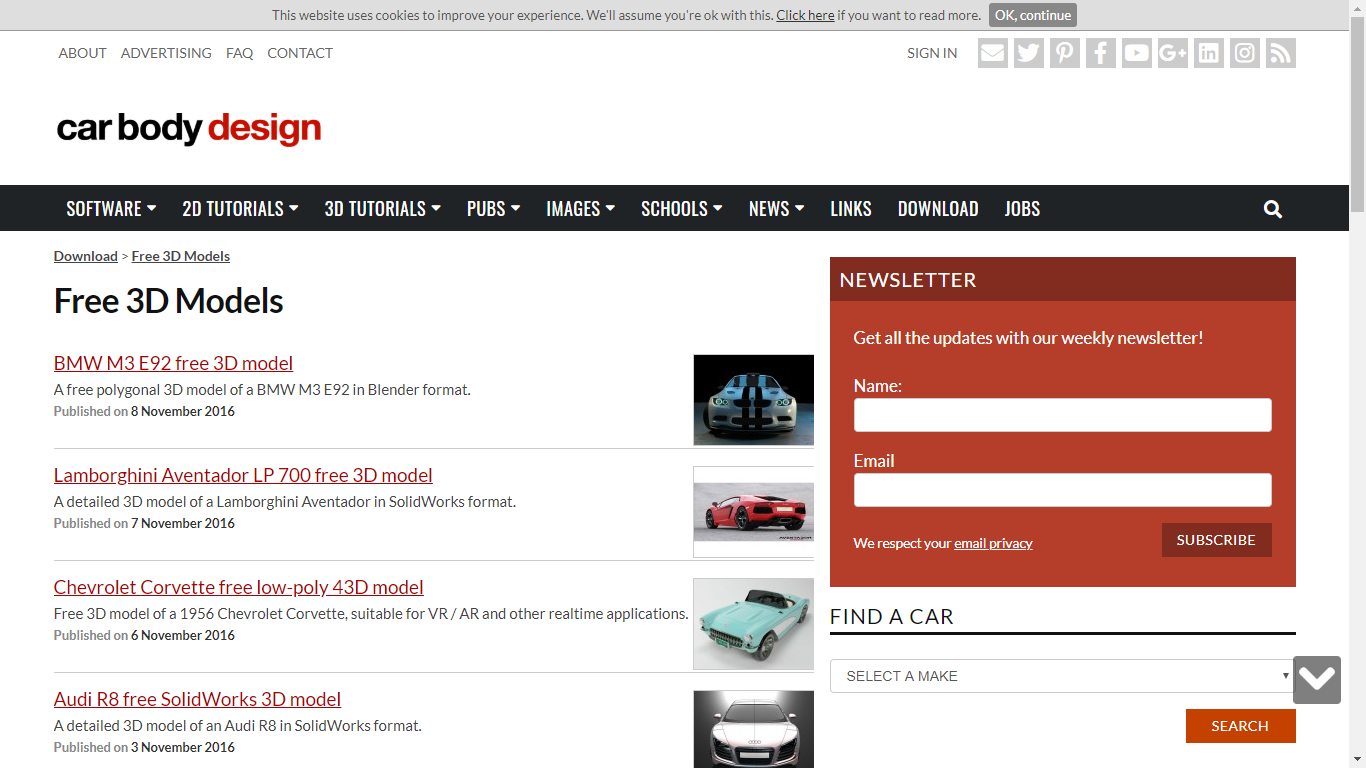 This website uses cookies to improve your experience. We'll assume you're ok with this. Click here if you want to read more. OK, continue
ABOUT ADVERTISING FAQ CONTACT SIGN IN
car body design
SOFTWARE 2D TUTORIALS 3D TUTORIALS PUBS IMAGES SCHOOLS NEWS LINKS DOWNLOAD JOBS
Download > Free 3D Models
Free 3D Models
BMW M3 E92 free 3D model
A free polygonal 3D model of a BMW M3 E92 in Blender format.
Published on 8 November 2016
Lamborghini Aventador LP 700 free 3D model
A detailed 3D model of a Lamborghini Aventador in SolidWorks format.
Published on 7 November 2016
Chevrolet Corvette free low-poly 43D model
Free 3D model of a 1956 Chevrolet Corvette, suitable for VR / AR and other realtime applications.
Published on 6 November 2016
Audi R8 free SolidWorks 3D model
A detailed 3D model of an Audi R8 in SolidWorks format.
Published on 3 November 2016
NEWSLETTER
Get all the updates with our weekly newsletter!
Name:
Email
We respect your email privacy SUBSCRIBE
FIND A CAR
SELECT A MAKE
SEARCH